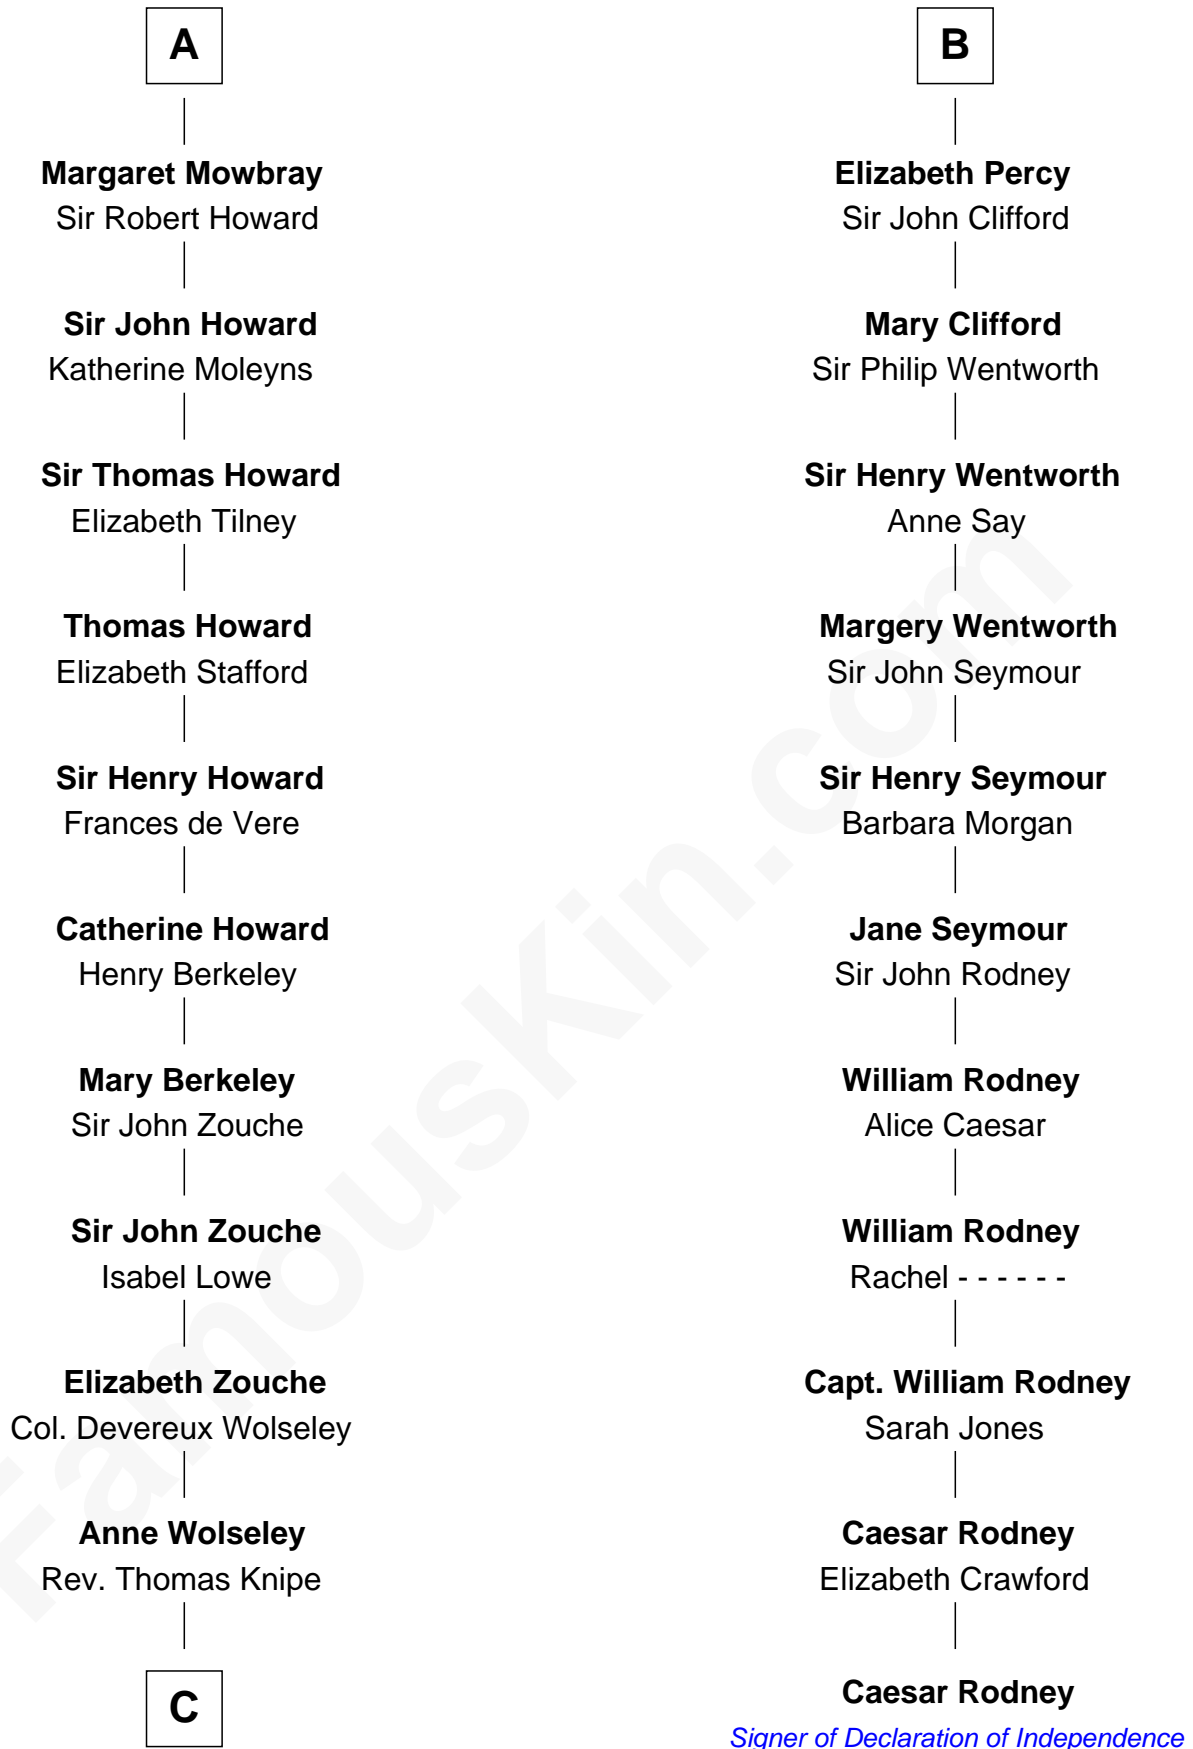 A
Margaret Mowbray
Sir Robert Howard
Sir John Howard
Katherine Moleyns
Sir Thomas Howard
Elizabeth Tilney
Thomas Howard
Elizabeth Stafford
Sir Henry Howard
Frances de Vere
Catherine Howard
Henry Berkeley
Mary Berkeley
Sir John Zouche
Sir John Zouche
Isabel Lowe
Elizabeth Zouche
Col. Devereux Wolseley
Anne Wolseley
Rev. Thomas Knipe
C
B
Elizabeth Percy
Sir John Clifford
Mary Clifford
Sir Philip Wentworth
Sir Henry Wentworth
Anne Say
Margery Wentworth
Sir John Seymour
Sir Henry Seymour
Barbara Morgan
Jane Seymour
Sir John Rodney
William Rodney
Alice Caesar
William Rodney
Rachel - - - - - -
Capt. William Rodney
Sarah Jones
Caesar Rodney
Elizabeth Crawford
Caesar Rodney
Signer of Declaration of Independence
FamousKin.com